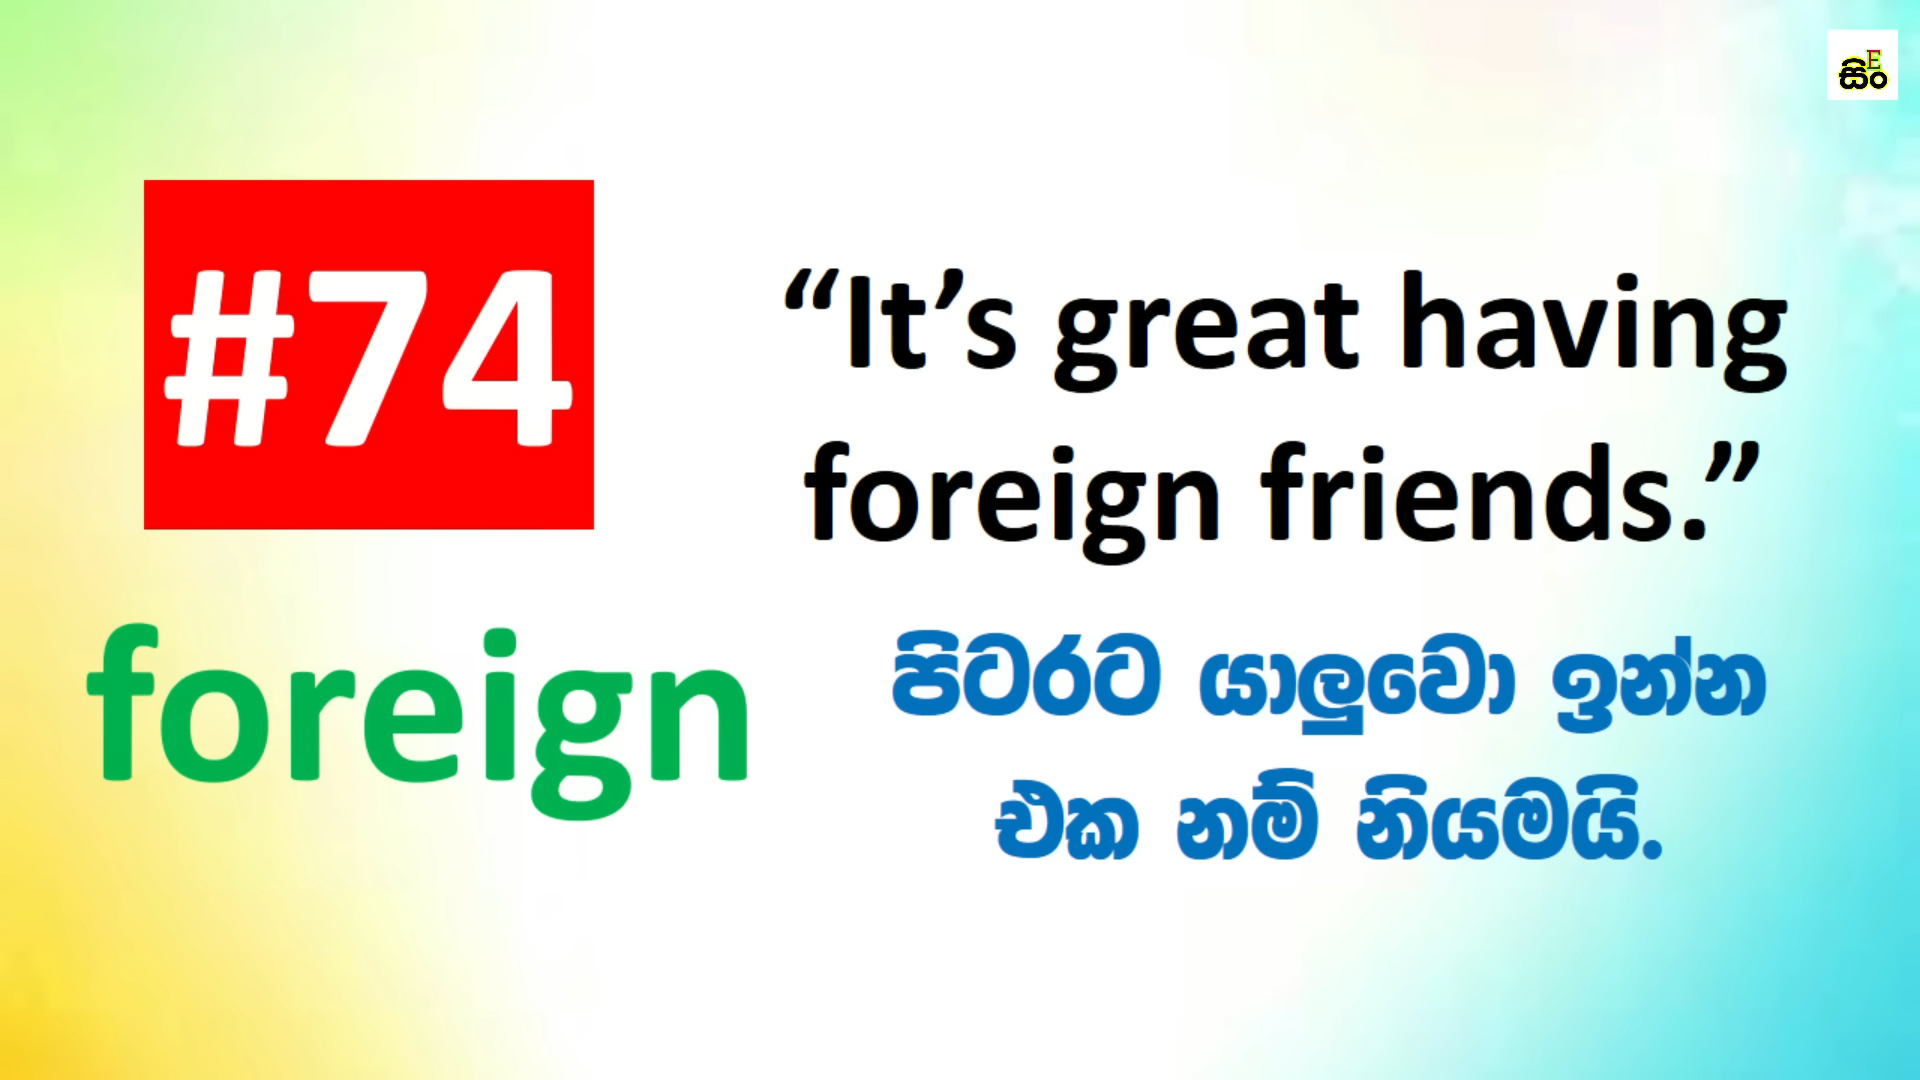 සිංE
#74
foreign
“It’s great having
foreign friends.”
පිටරට යාලුවො ඉන්න
එක නම් නියමයි.